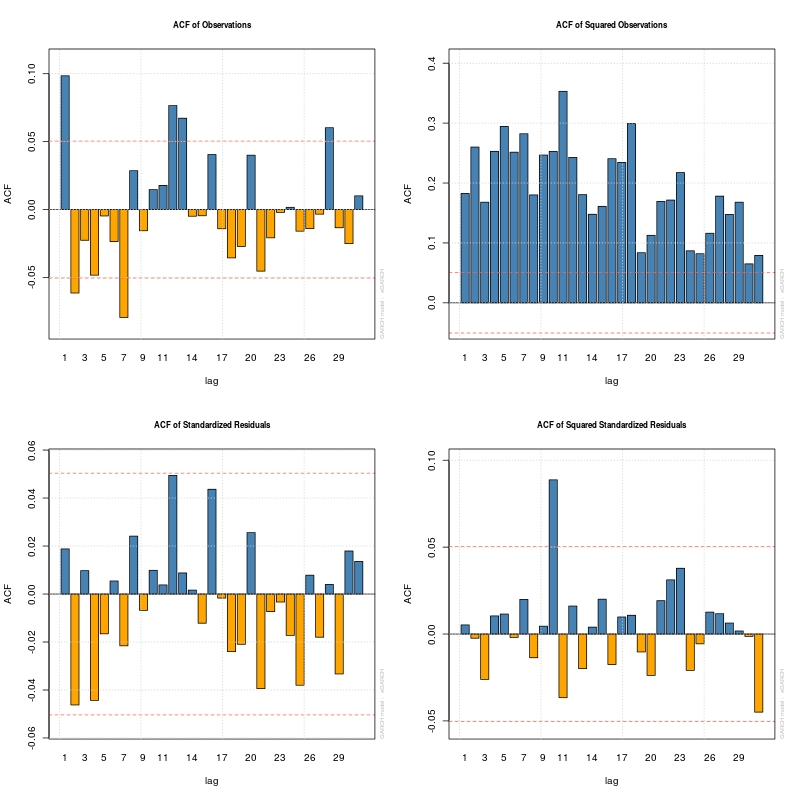 ACF of Observations
ACF
0.10
0.05
0.00
-0.05
1 3 5 7 9 11 14 17 20 23 26 29
lag
GARCH model : eGARCH
ACF of Squared Observations
ACF
0.4
0.3
0.2
0.1
0.0
1 3 5 7 9 11 14 17 20 23 26 29
lag
GARCH model : eGARCH
ACF of Standardized Residuals
ACF
0.06
0.04
0.02
0.00
-0.02
-0.04
-0.06
1 3 5 7 9 11 14 17 20 23 26 29
lag
GARCH model : eGARCH
ACF of Squared Standardized Residuals
ACF
0.10
0.05
0.00
-0.05
1 3 5 7 9 11 14 17 20 23 26 29
lag
GARCH model : eGARCH